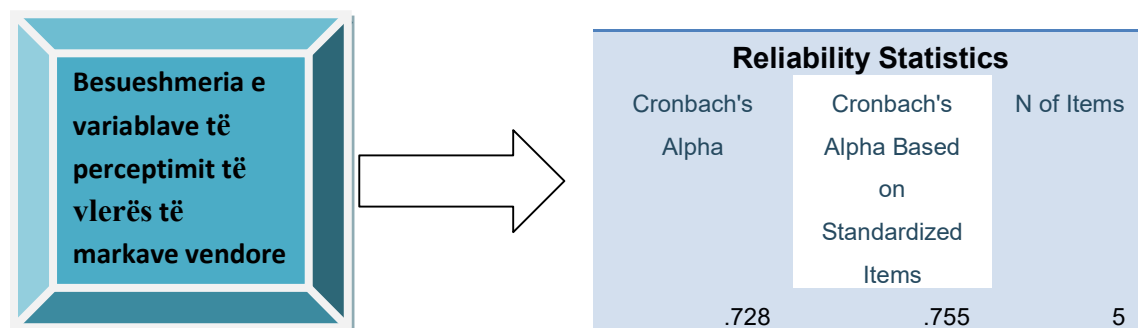 Besueshmeria e
variablave të
perceptimit të
vlerës të
markave vendore
Reliability Statistics
Cronbach's
Alpha
Cronbach's
Alpha Based
on
Standardized
Items
N of Items
.728 .755 5